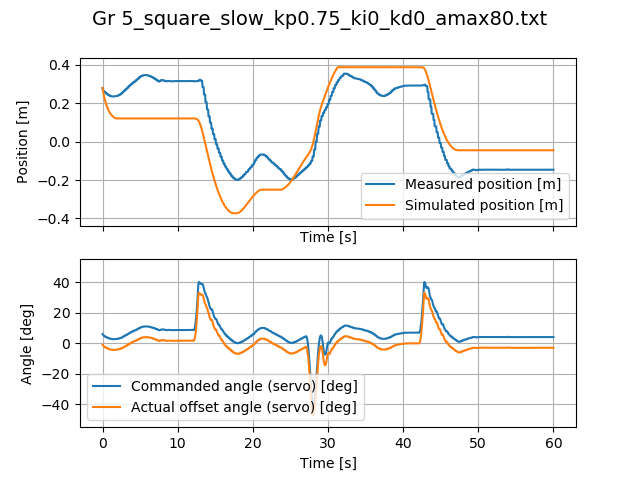 Gr 5_square_slow_kp0.75_ki0_kd0_amax80.txt
Position [m]
0.4
0.2
0.0
−0.2
−0.4
Measured position [m]
Simulated position [m]
Time [s]
Angle [deg]
40
20
0
−20
−40
Commanded angle (servo) [deg]
Actual offset angle (servo) [deg]
0 10 20 30 40 50 60
Time [s]